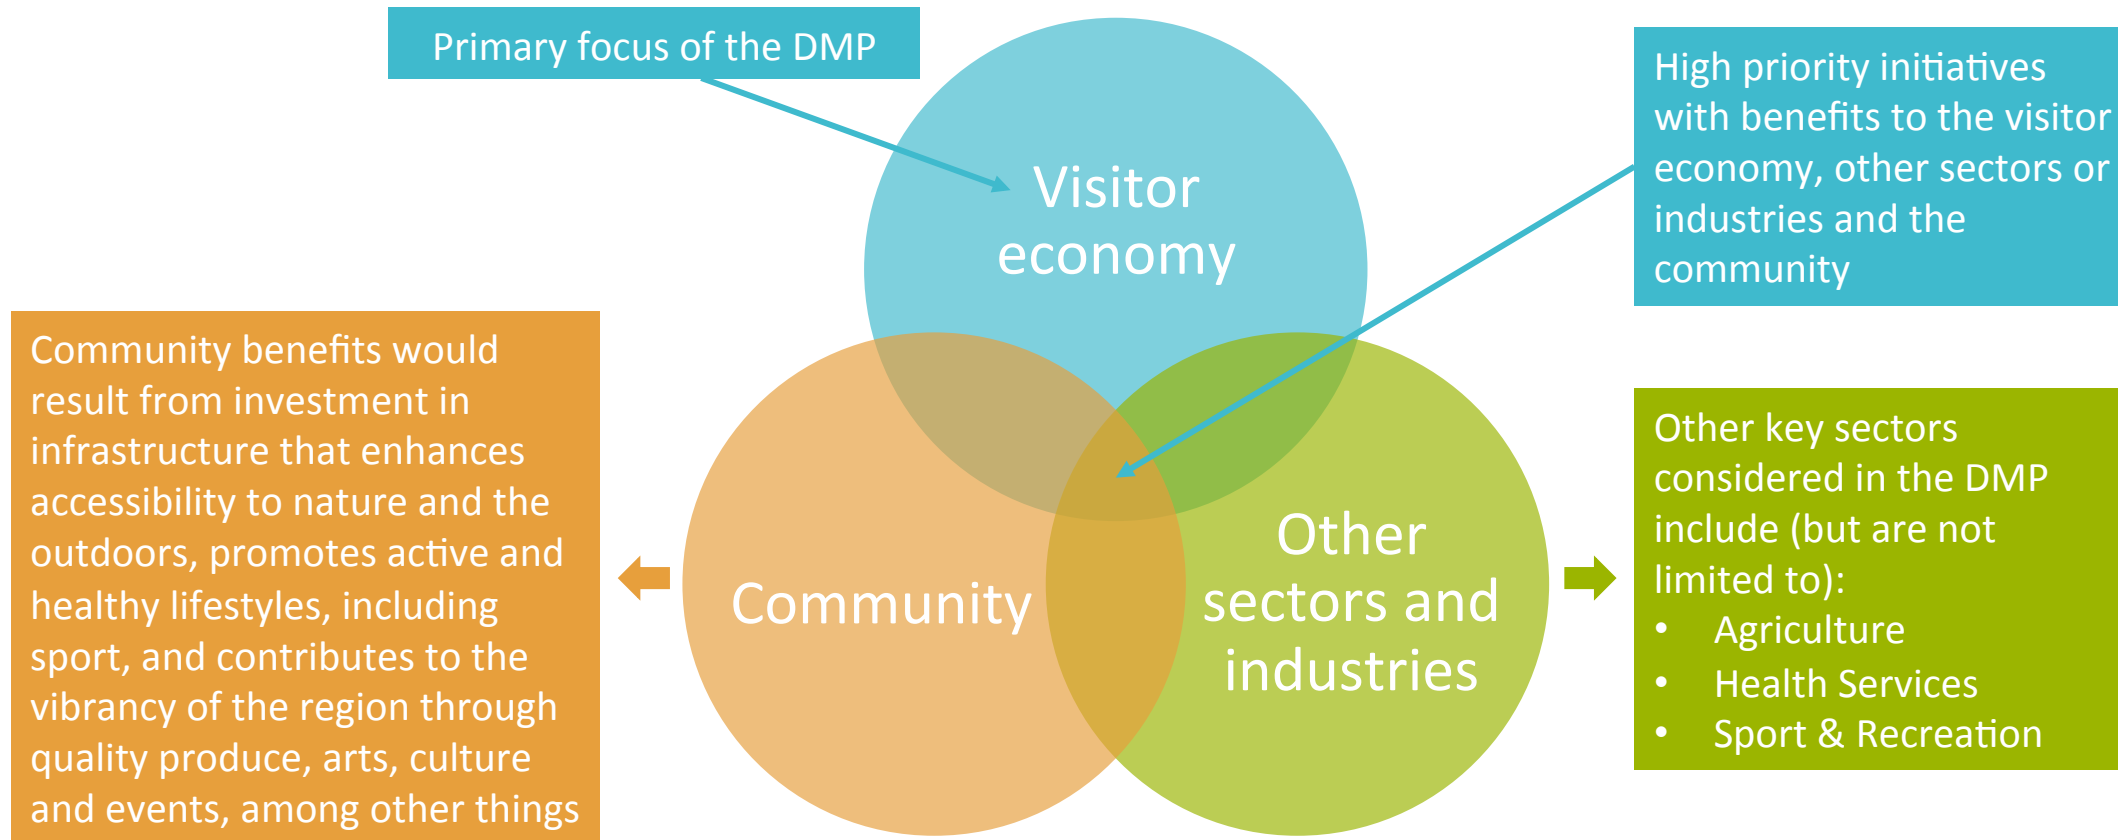 Primary focus of the DMP
High priority initiatives
with benefits to the visitor
economy, other sectors or
industries and the
community
Visitor
economy
Community benefits would
result from investment in
infrastructure that enhances
accessibility to nature and the
outdoors, promotes active and
healthy lifestyles, including
sport, and contributes to the
vibrancy of the region through
quality produce, arts, culture
and events, among other things
Community
Other
sectors and
industries
Other key sectors
considered in the DMP
include (but are not
limited to):
• Agriculture
• Health Services
• Sport & Recreation